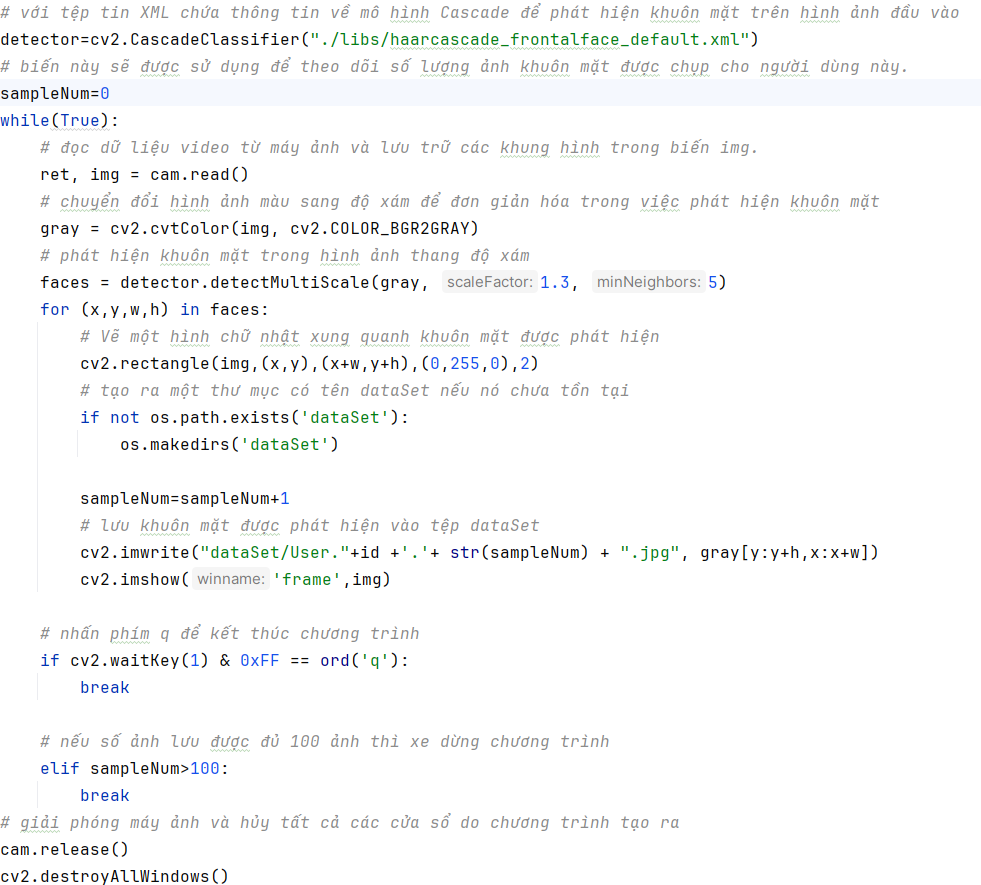 # với tệp tin XML chứa thông tin về mô hình Cascade để phát hiện khuôn mặt trên hình ảnh đầu vào
detector=cv2.CascadeClassifier("./libs/haarcascade_frontalface_default.xml")
# biến này sẽ được sử dụng để theo dõi số lượng ảnh khuôn mặt được chụp cho người dùng này.
sampleNum=0
while(True):
    # đọc dữ liệu video từ máy ảnh và lưu trữ các khung hình trong biến img.
    ret, img = cam.read()
    # chuyển đổi hình ảnh màu sang độ xám để đơn giản hóa trong việc phát hiện khuôn mặt
    gray = cv2.cvtColor(img, cv2.COLOR_BGR2GRAY)
    # phát hiện khuôn mặt trong hình ảnh thang độ xám
    faces = detector.detectMultiScale(gray, scaleFactor: 1.3, minNeighbors: 5)
    for (x,y,w,h) in faces:
        # Vẽ một hình chữ nhật xung quanh khuôn mặt được phát hiện
        cv2.rectangle(img,(x,y),(x+w,y+h),(0,255,0),2)
        # tạo ra một thư mục có tên dataSet nếu nó chưa tồn tại
        if not os.path.exists('dataSet'):
            os.makedirs('dataSet')
        sampleNum=sampleNum+1
        # lưu khuôn mặt được phát hiện vào tệp dataSet
        cv2.imwrite("dataSet/User."+id +'.'+ str(sampleNum) + ".jpg", gray[y:y+h,x:x+w])
        cv2.imshow( winname: 'frame',img)
    # nhấn phím q để kết thúc chương trình
    if cv2.waitKey(1) & 0xFF == ord('q'):
        break
    # nếu số ảnh lưu được đủ 100 ảnh thì xe dừng chương trình
    elif sampleNum>100:
        break
# giải phóng máy ảnh và hủy tất cả các cửa sổ do chương trình tạo ra
cam.release()
cv2.destroyAllWindows()